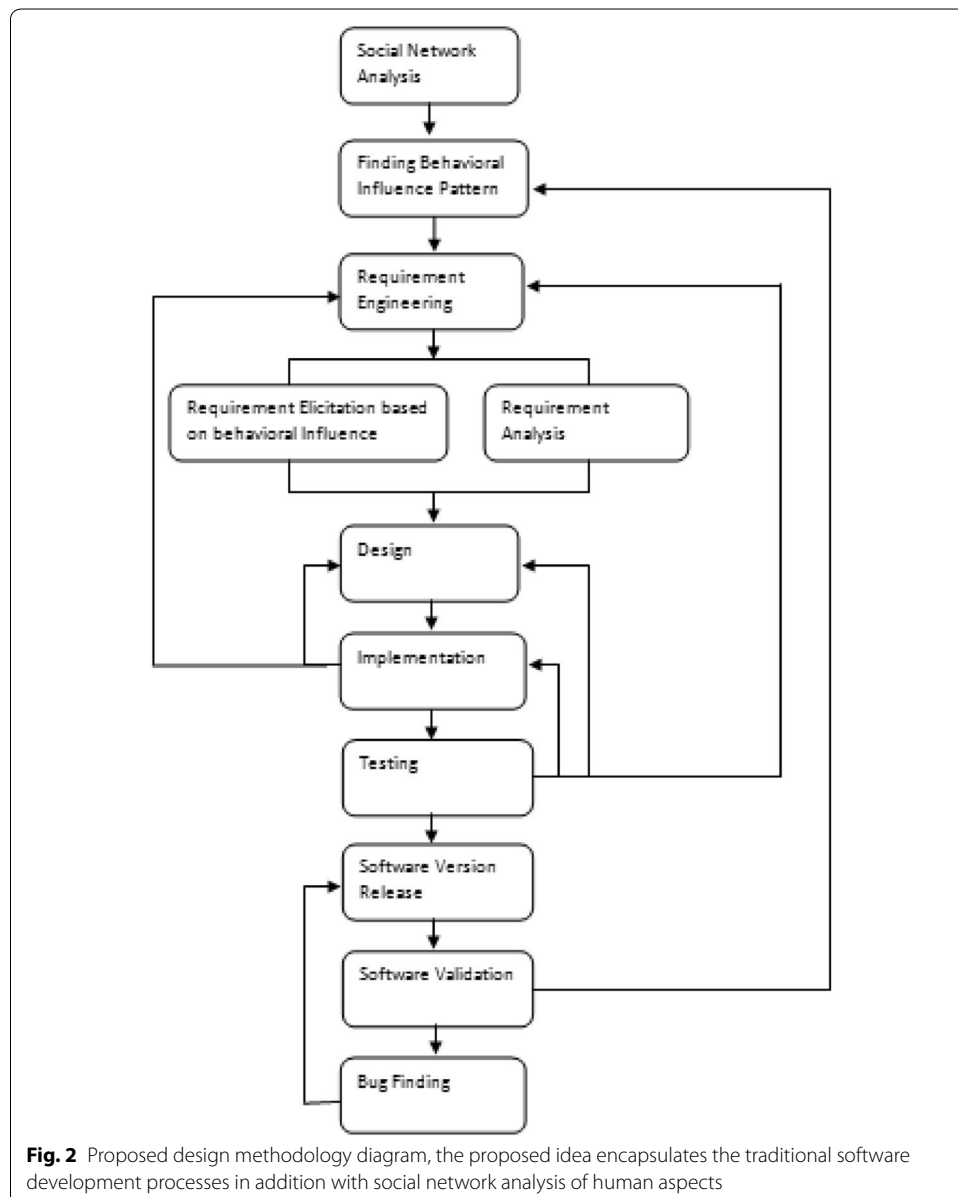 Social Network
Analysis
Finding Behavioral
Influence Pattern
Requirement
Engineering
Requirement Elicitation based
on behavioral Influence
Requirement
Analysis
Design
Implementation
Testing
Software Version
Release
Software Validation
Bug Finding
Fig. 2 Proposed design methodology diagram, the proposed idea encapsulates the traditional software
development processes in addition with social network analysis of human aspects